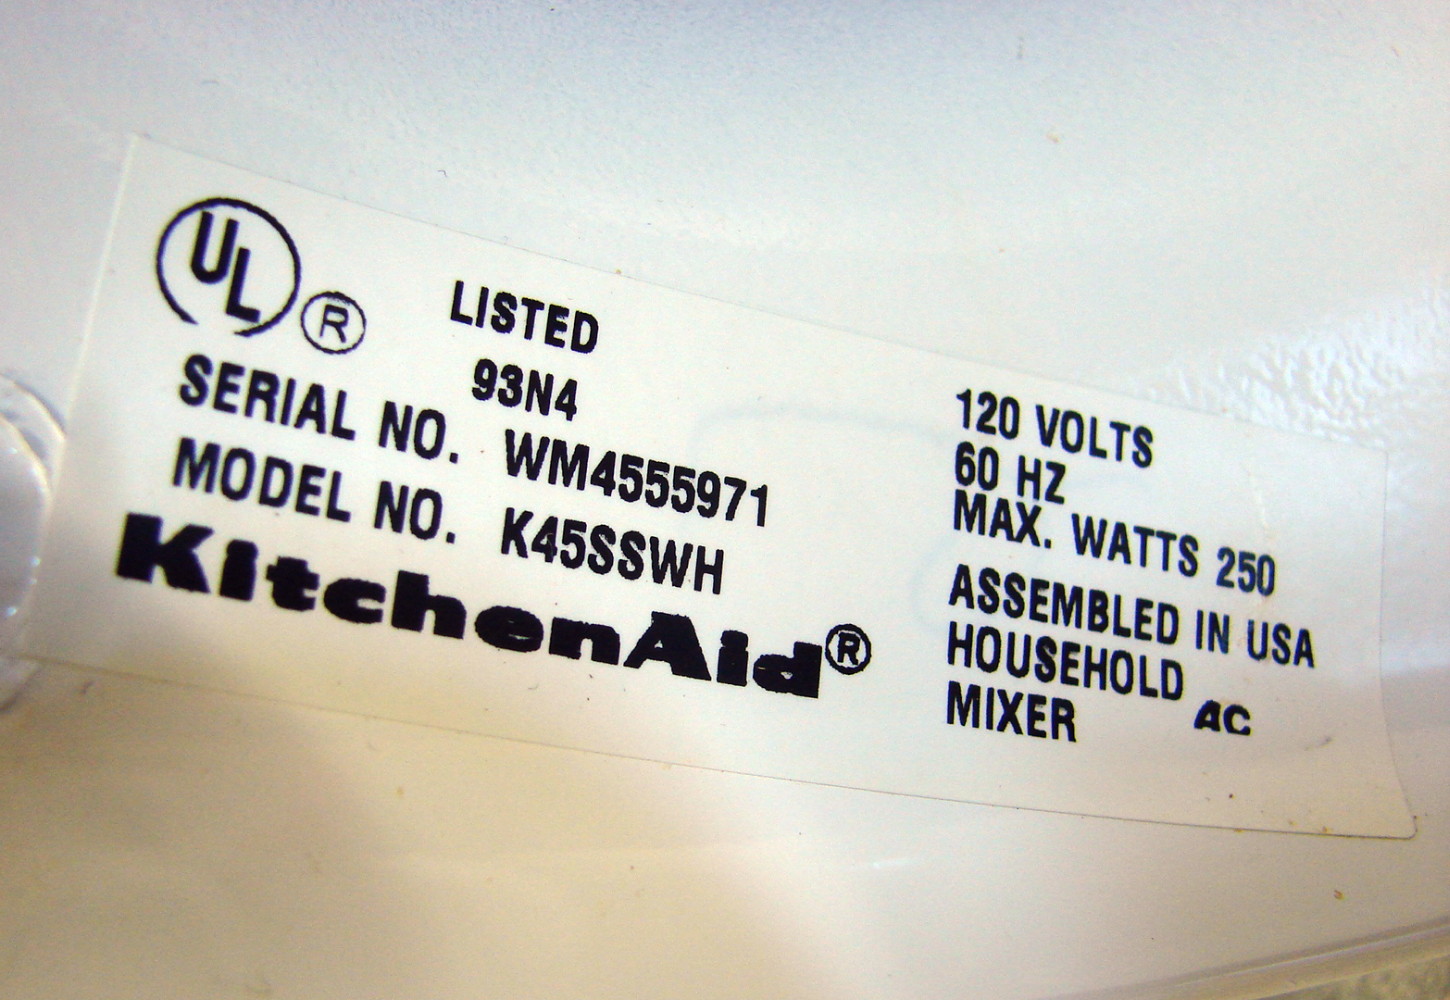 UL ® LISTED
93N4
SERIAL NO. WM4555971
MODEL NO. K45SSWH
KitchenAid®
120 VOLTS
60 HZ
MAX. WATTS 250
ASSEMBLED IN USA
HOUSEHOLD
MIXER AC